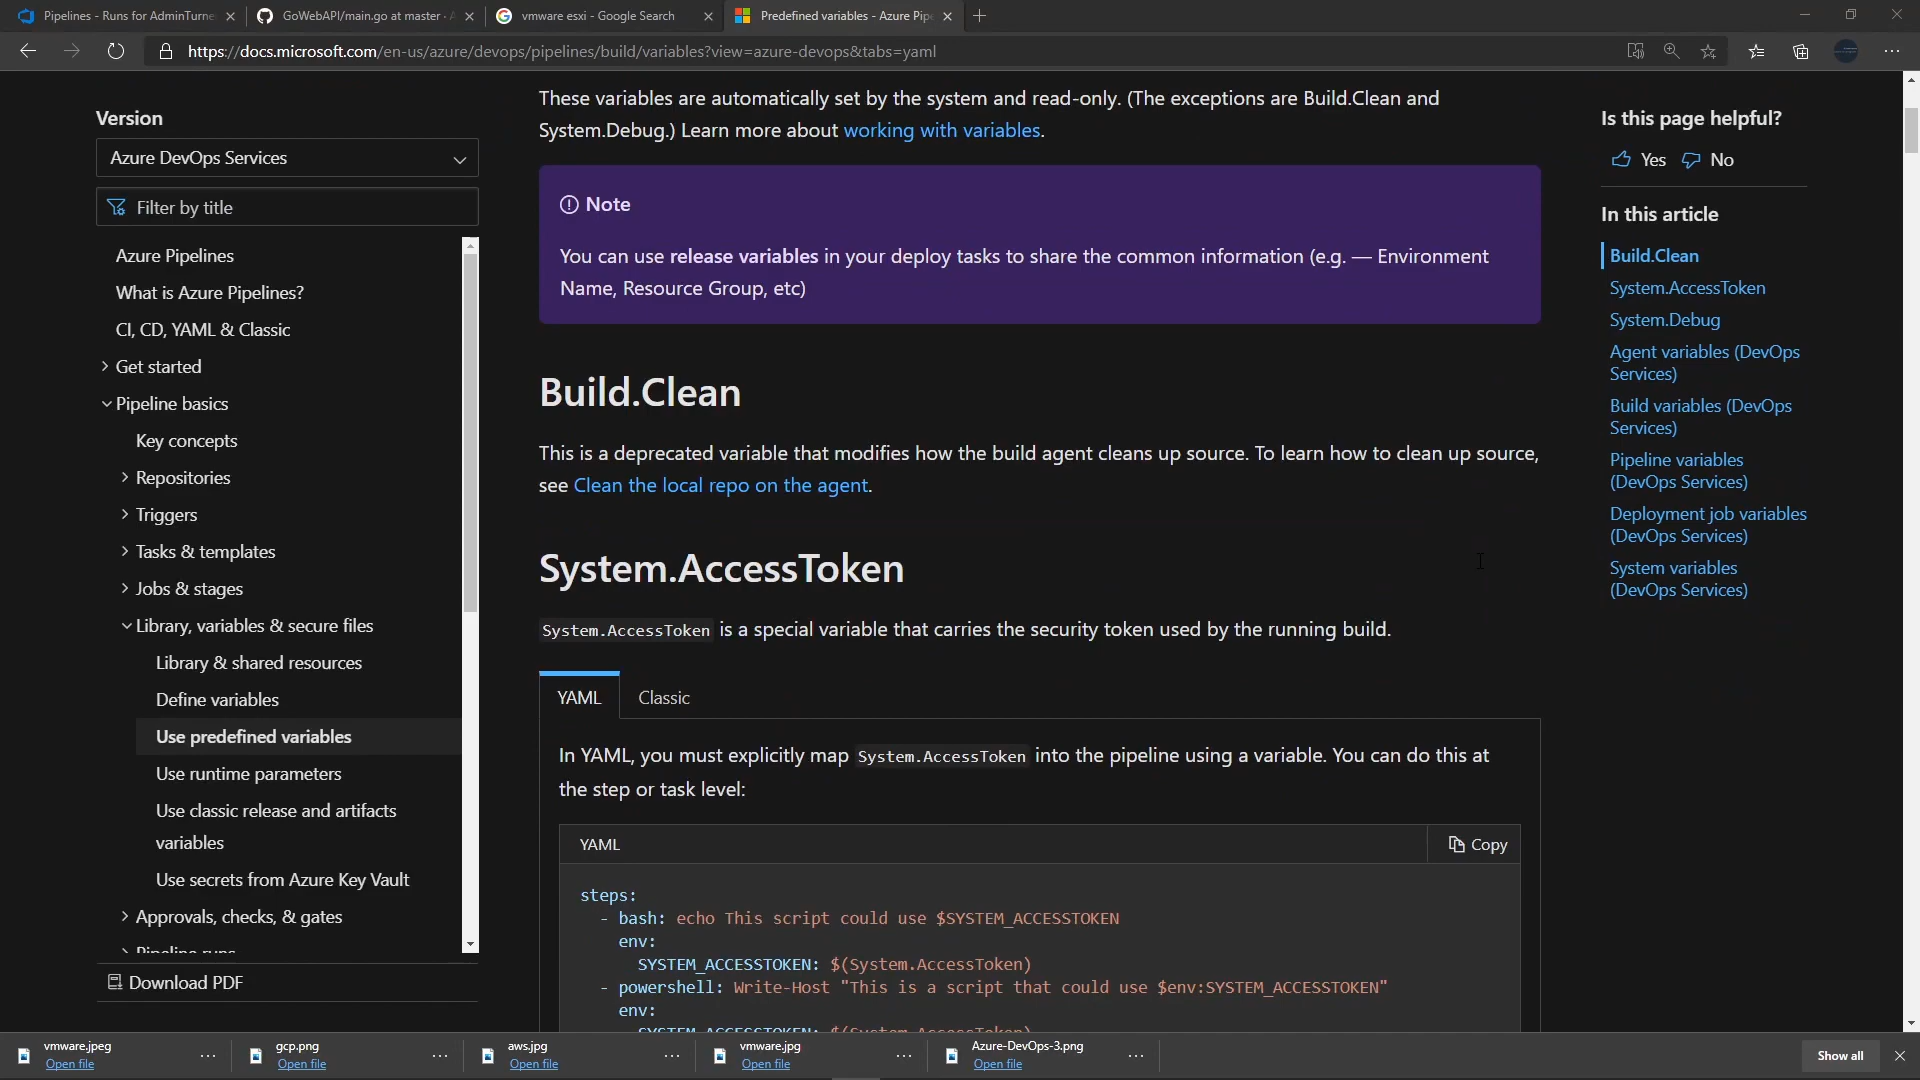 Pipelines - Runs for AdminTurne
GoWebAPI/main.go at master ·
vmware esxi - Google Search
Predefined variables - Azure Pip
https://docs.microsoft.com/en-us/azure/devops/pipelines/build/variables?view=azure-devops&tabs=yaml
Version
Azure DevOps Services
Filter by title
Azure Pipelines
What is Azure Pipelines?
CI, CD, YAML & Classic
Get started
Pipeline basics
Key concepts
Repositories
Triggers
Tasks & templates
Jobs & stages
Library, variables & secure files
Library & shared resources
Define variables
Use predefined variables
Use runtime parameters
Use classic release and artifacts
variables
Use secrets from Azure Key Vault
Approvals, checks, & gates
Pipeline runs
Download PDF
These variables are automatically set by the system and read-only. (The exceptions are Build.Clean and
System.Debug.) Learn more about working with variables.
Note
You can use release variables in your deploy tasks to share the common information (e.g. — Environment
Name, Resource Group, etc)
Build.Clean
This is a deprecated variable that modifies how the build agent cleans up source. To learn how to clean up source,
see Clean the local repo on the agent.
System.AccessToken
System.AccessToken is a special variable that carries the security token used by the running build.
YAML Classic
In YAML, you must explicitly map System.AccessToken into the pipeline using a variable. You can do this at
the step or task level:
YAML Copy
steps:
- bash: echo This script could use $SYSTEM_ACCESSTOKEN
env:
SYSTEM_ACCESSTOKEN: $(System.AccessToken)
- powershell: Write-Host "This is a script that could use $env:SYSTEM_ACCESSTOKEN"
env:
SYSTEM_ACCESSTOKEN: $(System.AccessToken)
Is this page helpful?
Yes No
In this article
Build.Clean
System.AccessToken
System.Debug
Agent variables (DevOps
Services)
Build variables (DevOps
Services)
Pipeline variables
(DevOps Services)
Deployment job variables
(DevOps Services)
System variables
(DevOps Services)
vmware.jpeg
Open file
gcp.png
Open file
aws.jpg
Open file
vmware.jpg
Open file
Azure-DevOps-3.png
Open file
Show all